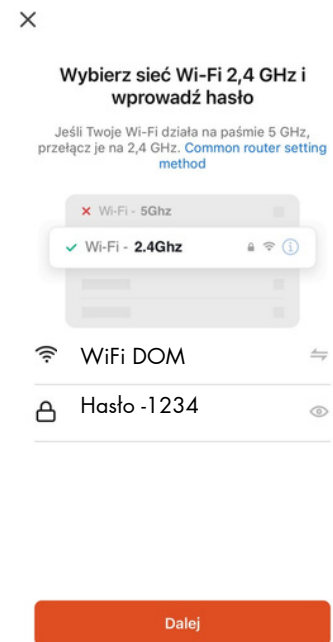 Wybierz sieć Wi-Fi 2,4 GHz i
wprowadź hasło
Jeśli Twoje Wi-Fi działa na paśmie 5 GHz,
przełącz je na 2,4 GHz. Common router setting
method
Wi-Fi - 5Ghz
Wi-Fi - 2.4Ghz
WiFi DOM
Hasło -1234
Dalej